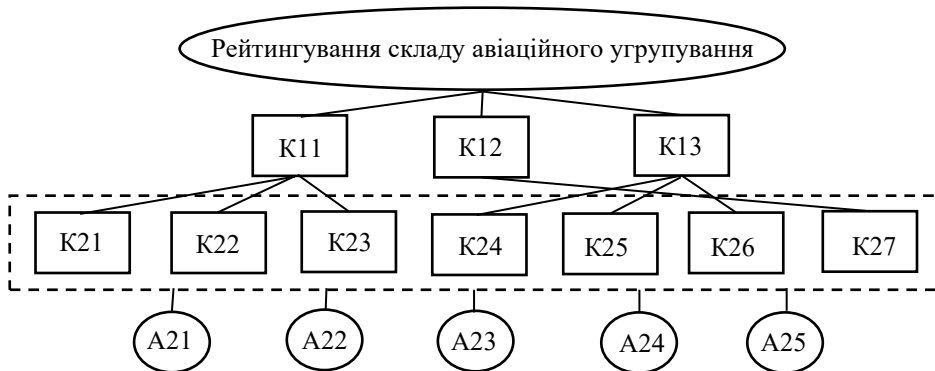 Рейтингування складу авіаційного угрупування
К11
К12
К13
К21
К22
К23
К24
К25
К26
К27
А21
А22
А23
А24
А25